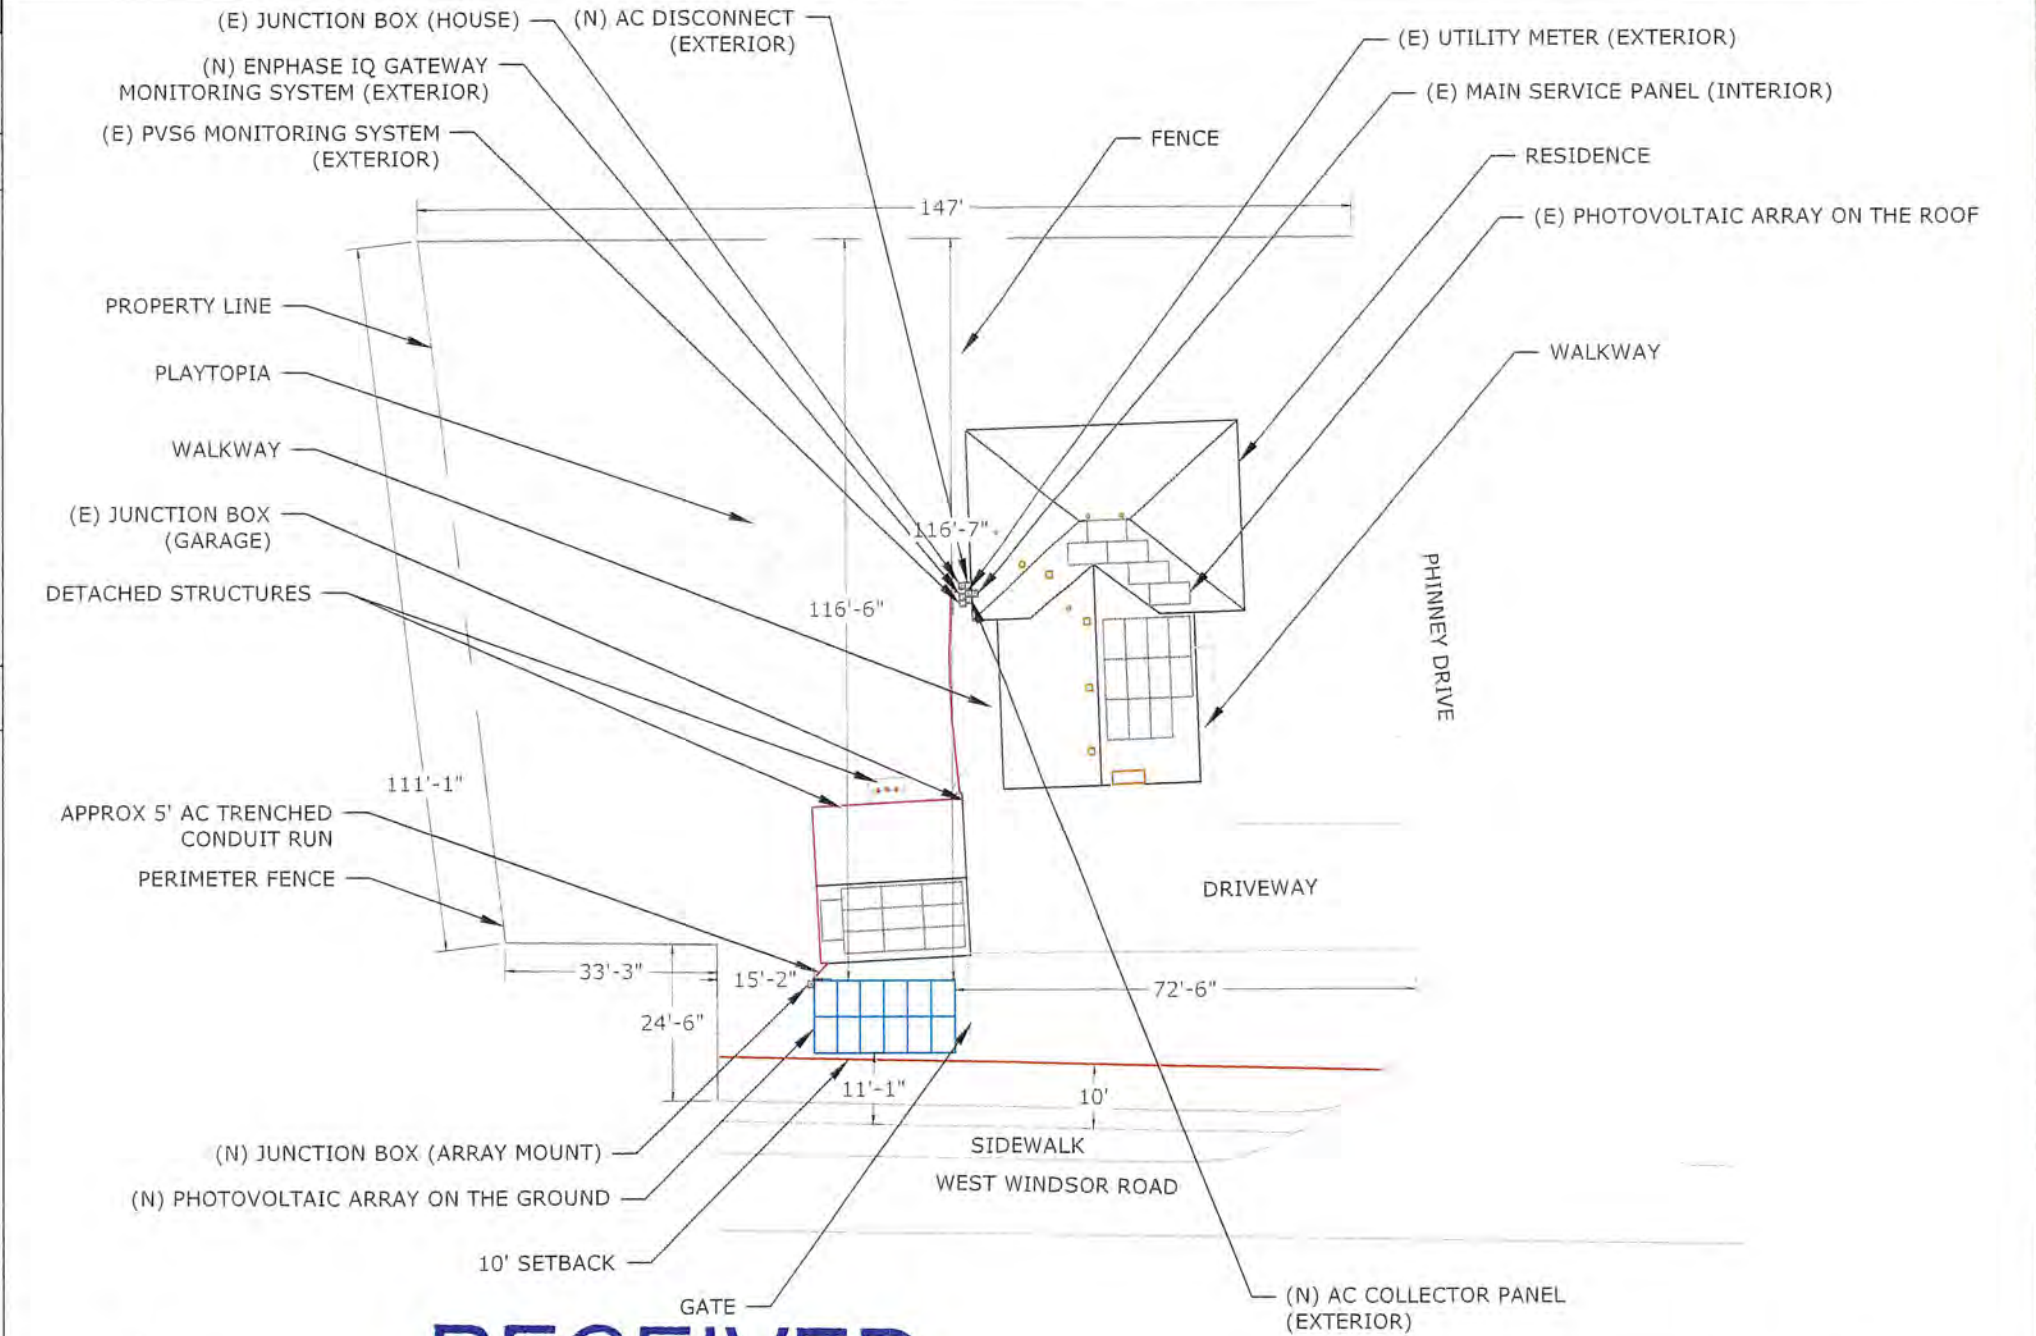 (E) JUNCTION BOX (HOUSE)
(N) AC DISCONNECT
(EXTERIOR)
(N) ENPHASE IQ GATEWAY
MONITORING SYSTEM (EXTERIOR)
(E) PVS6 MONITORING SYSTEM
(EXTERIOR)
(E) UTILITY METER (EXTERIOR)
(E) MAIN SERVICE PANEL (INTERIOR)
FENCE
RESIDENCE
(E) PHOTOVOLTAIC ARRAY ON THE ROOF
147'
PROPERTY LINE
WALKWAY
PLAYTOPIA
WALKWAY
(E) JUNCTION BOX
(GARAGE)
116'-7"
DETACHED STRUCTURES
116'-6"
PHINNEY DRIVE
111'-1"
APPROX 5' AC TRENCHED
CONDUIT RUN
PERIMETER FENCE
DRIVEWAY
33'-3"
15'-2"
72'-6"
24'-6"
11'-1"
10'
(N) JUNCTION BOX (ARRAY MOUNT)
SIDEWALK
WEST WINDSOR ROAD
(N) PHOTOVOLTAIC ARRAY ON THE GROUND
10' SETBACK
GATE
(N) AC COLLECTOR PANEL
(EXTERIOR)
RECEIVED